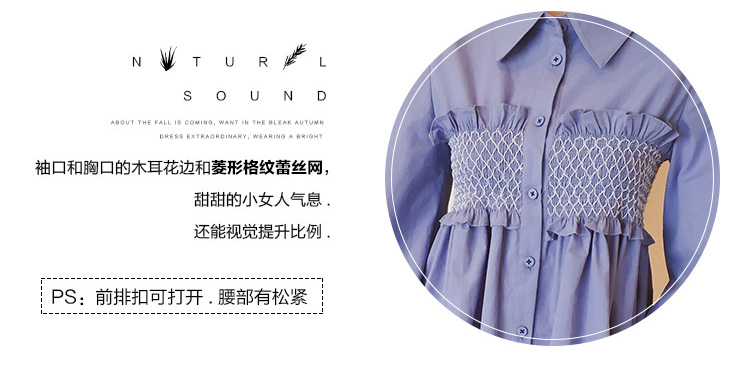 NATURAL
SOUND
ABOUT THE FALL IS COMING, WANT IN THE BLEAK AUTUMN
DRESS EXTRAORDINARY, WEARING A BRIGHT
袖口和胸口的木耳花边和菱形格纹蕾丝网，
甜甜的小女人气息 .
还能视觉提升比例 .
PS：前排扣可打开 . 腰部有松紧